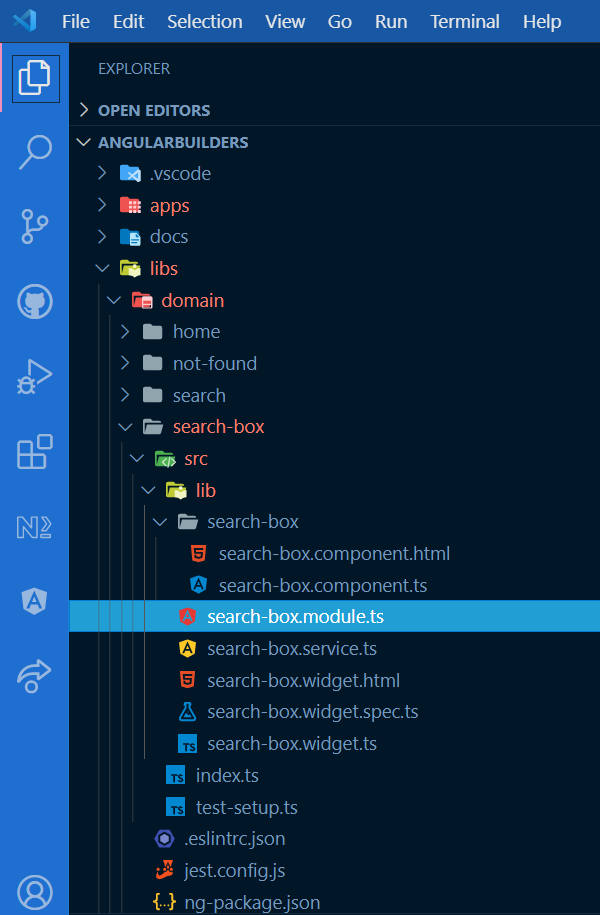 File Edit Selection View Go Run Terminal Help
EXPLORER
OPEN EDITORS
ANGULARBUILDERS
.vscode
apps
docs
libs
domain
home
not-found
search
search-box
src
lib
search-box
search-box.component.html
search-box.component.ts
search-box.module.ts
search-box.service.ts
search-box.widget.html
search-box.widget.spec.ts
search-box.widget.ts
index.ts
test-setup.ts
.eslintrc.json
jest.config.js
ng-package.json